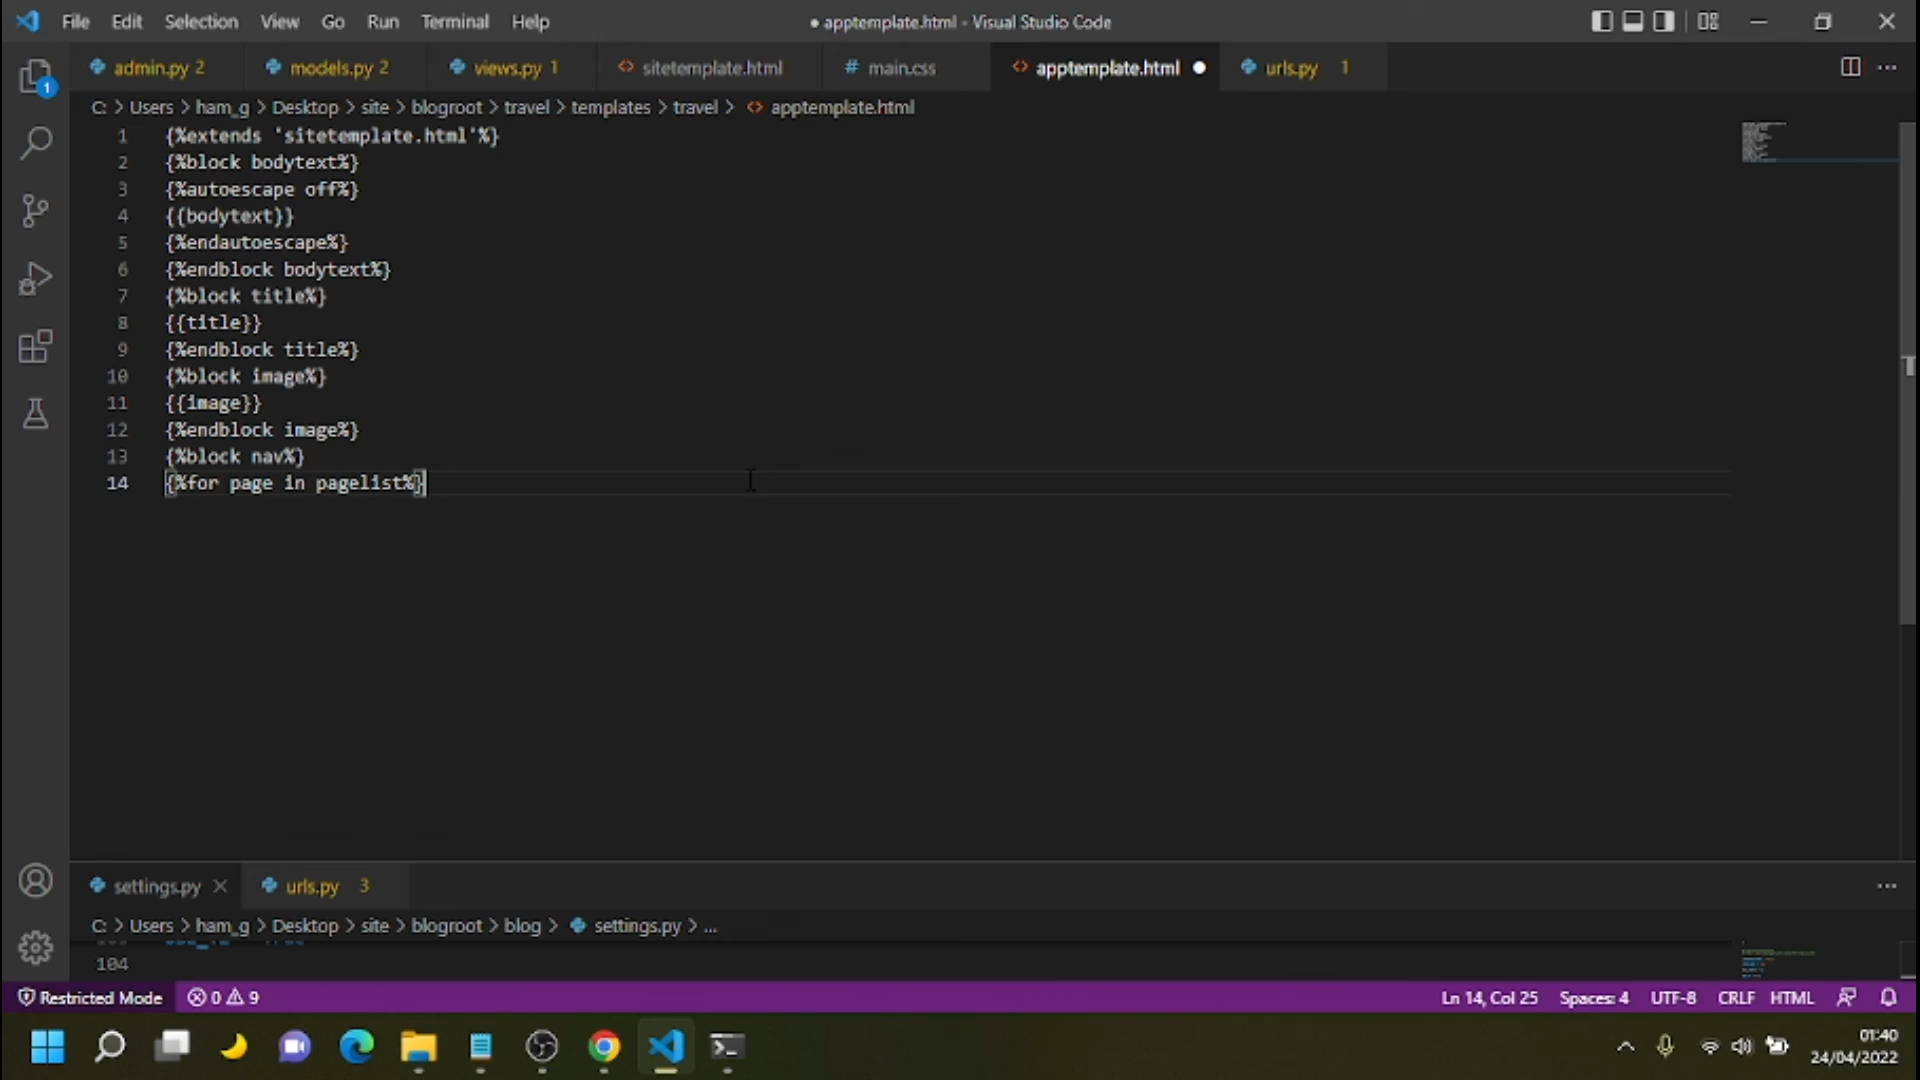 File Edit Selection View Go Run Terminal Help ● apptemplate.html - Visual Studio Code
admin.py 2 models.py 2 views.py 1 sitetemplate.html # main.css apptemplate.html ● urls.py 1 ...
C: > Users > ham_g > Desktop > site > blogroot > travel > templates > travel > apptemplate.html
1 {%extends 'sitetemplate.html'%}
2 {%block bodytext%}
3 {%autoescape off%}
4 {{bodytext}}
5 {%endautoescape%}
6 {%endblock bodytext%}
7 {%block title%}
8 {{title}}
9 {%endblock title%}
10 {%block image%}
11 {{image}}
12 {%endblock image%}
13 {%block nav%}
14 {%for page in pagelist%}
settings.py urls.py 3 ...
C: > Users > ham_g > Desktop > site > blogroot > blog > settings.py > ...
104
Restricted Mode 0 9 Ln 14, Col 25 Spaces: 4 UTF-8 CRLF HTML
01:40
24/04/2022
1